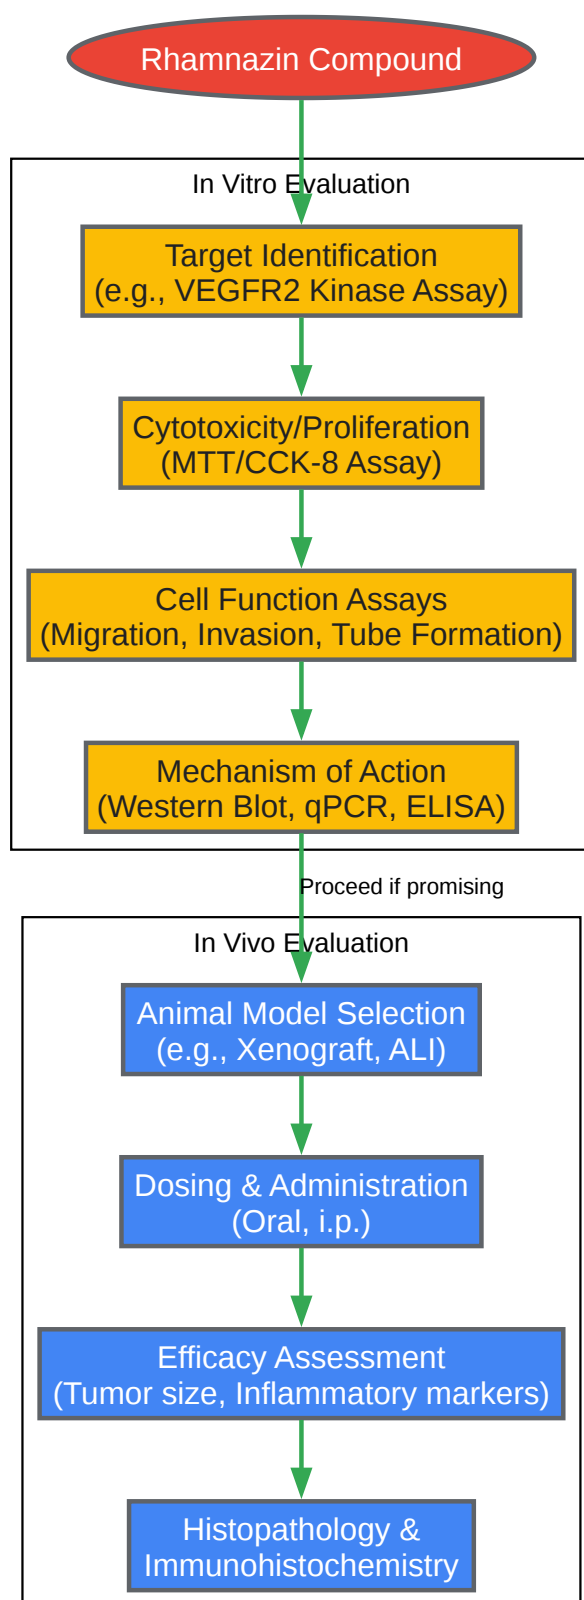 Rhamnazin Compound
In Vitro Evaluation
Target Identification
(e.g., VEGFR2 Kinase Assay)
Cytotoxicity/Proliferation
(MTT/CCK-8 Assay)
Cell Function Assays
(Migration, Invasion, Tube Formation)
Mechanism of Action
(Western Blot, qPCR, ELISA)
Proceed if promising
In Vivo Evaluation
Animal Model Selection
(e.g., Xenograft, ALI)
Dosing & Administration
(Oral, i.p.)
Efficacy Assessment
(Tumor size, Inflammatory markers)
Histopathology &
Immunohistochemistry